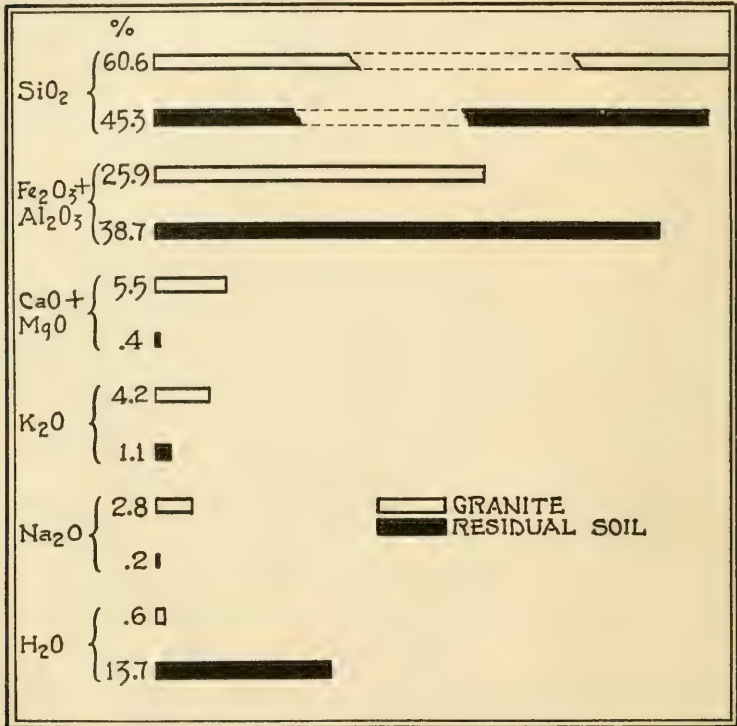 %
SiO2
60.6
45.3
Fe2O3+
Al2O3
25.9
38.7
CaO+
MgO
5.5
.4
K2O
4.2
1.1
Na2O
2.8
.2
GRANITE
RESIDUAL SOIL
H2O
.6
13.7